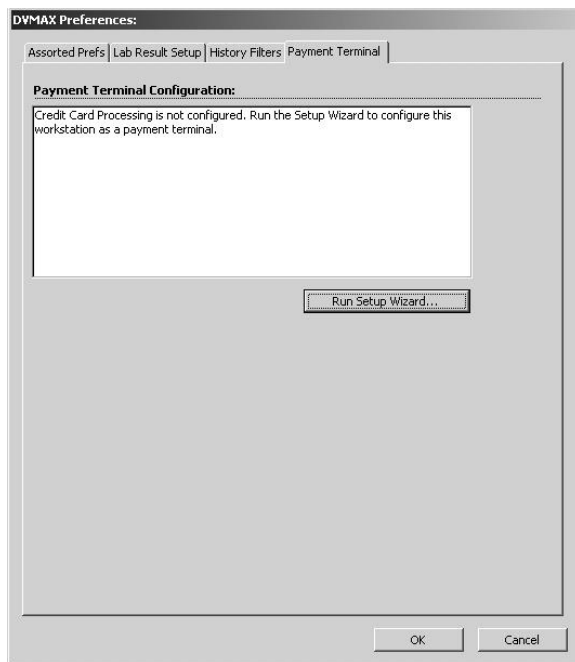 DVMAX Preferences:
Assorted Prefs Lab Result Setup History Filters Payment Terminal
Payment Terminal Configuration:
Credit Card Processing is not configured. Run the Setup Wizard to configure this
workstation as a payment terminal.
Run Setup Wizard...
OK Cancel